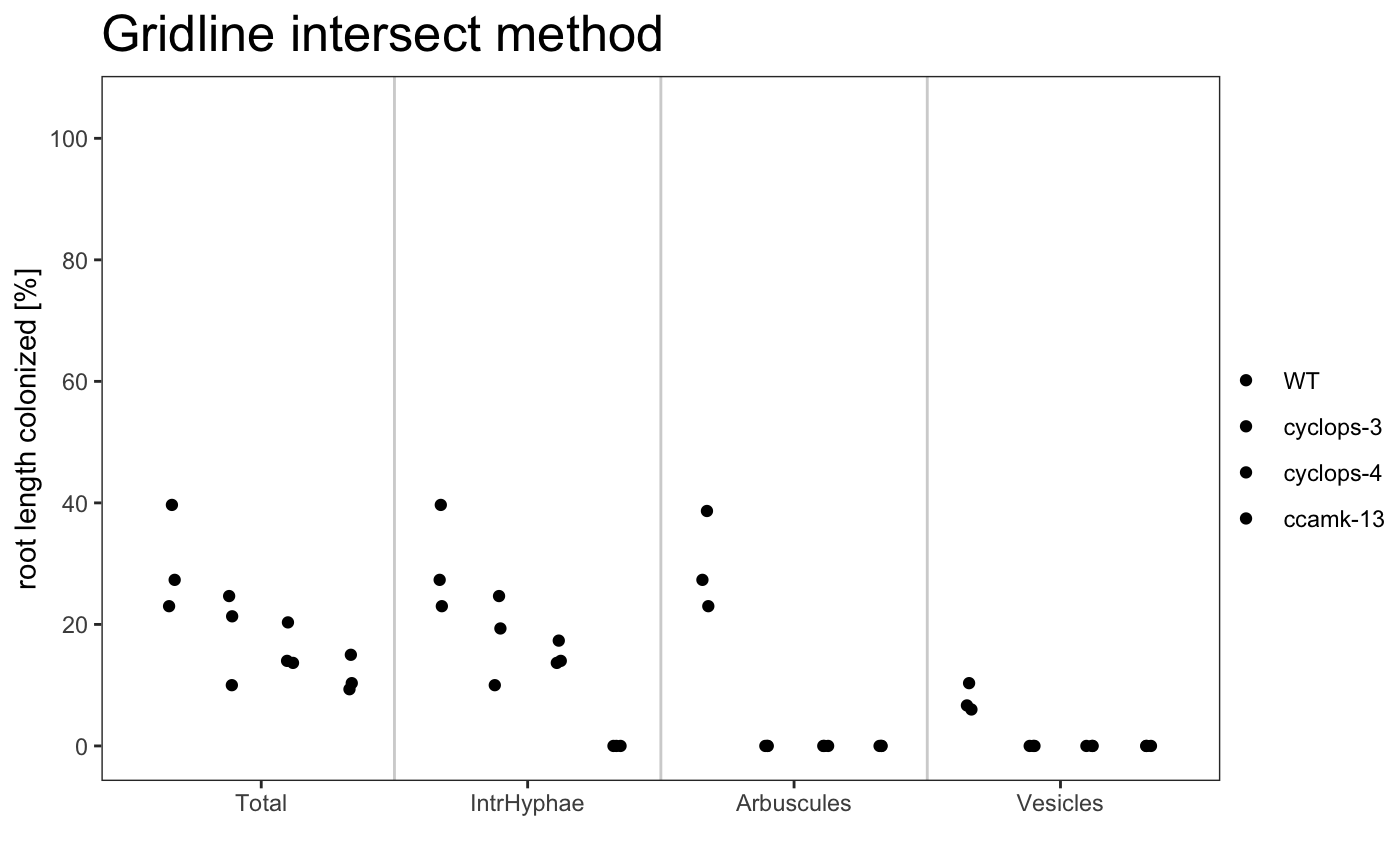 Gridline intersect method
root length colonized [%]
100
80
60
40
20
0
Total
IntrHyphae
Arbuscules
Vesicles
WT
cyclops-3
cyclops-4
ccamk-13